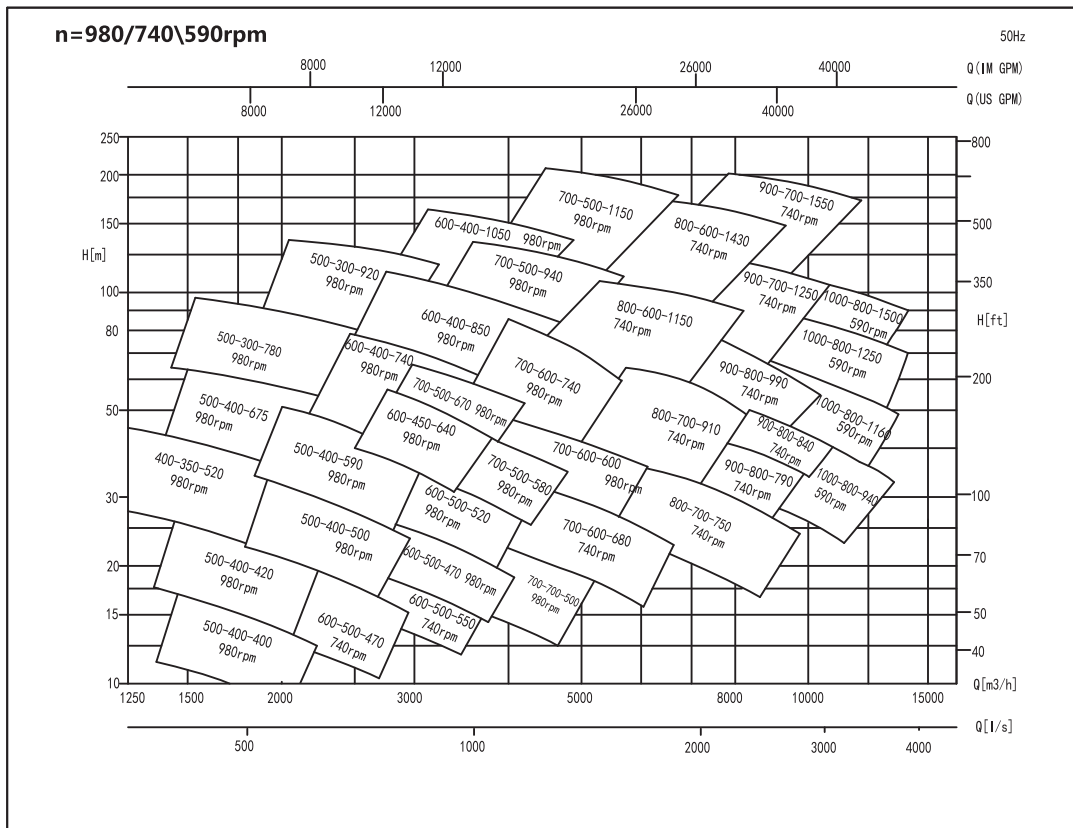 n=980/740\590rpm
50Hz
8000
12000
26000
40000
Q(IM GPM)
8000
12000
26000
40000
Q(US GPM)
250
200
150
H[m]
100
80
50
30
20
15
10
800
500
350
H[ft]
200
100
70
50
40
900-700-1550
740rpm
700-500-1150
980rpm
800-600-1430
740rpm
600-400-1050 980rpm
500-300-920
980rpm
700-500-940
980rpm
900-700-1250
740rpm
1000-800-1500
590rpm
800-600-1150
740rpm
600-400-850
980rpm
1000-800-1250
590rpm
500-300-780
980rpm
600-400-740
980rpm
700-600-740
980rpm
900-800-990
740rpm
700-500-670 980rpm
500-400-675
980rpm
600-450-640
980rpm
800-700-910
740rpm
1000-800-1160
590rpm
900-800-840
740rpm
400-350-520
980rpm
500-400-590
980rpm
700-500-580
980rpm
700-600-600
980rpm
900-800-790
740rpm
1000-800-940
590rpm
600-500-520
980rpm
800-700-750
740rpm
500-400-500
980rpm
700-600-680
740rpm
500-400-420
980rpm
600-500-470 980rpm
700-700-500
980rpm
600-500-550
740rpm
500-400-400
980rpm
600-500-470
740rpm
1250
1500
2000
3000
5000
8000
10000
15000
Q[m3/h]
500
1000
2000
3000
4000
Q[l/s]